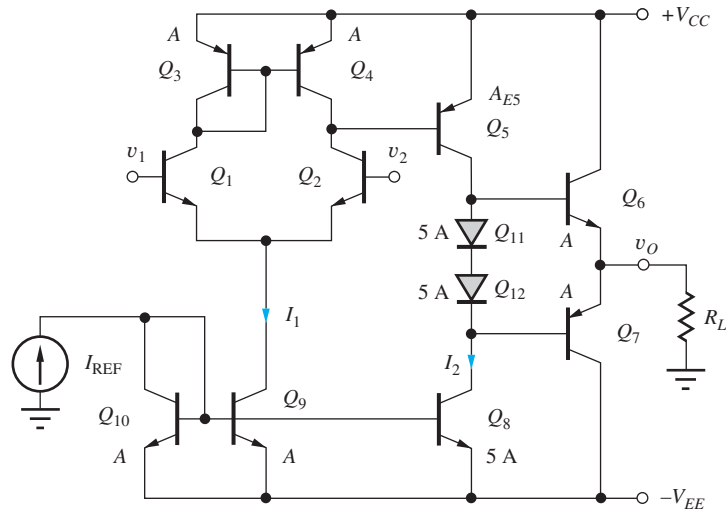 +V_CC
A
A
Q_3
Q_4
A_E5
Q_5
v_1
v_2
Q_1
Q_2
Q_6
5 A
Q_11
A
v_O
5 A
Q_12
A
I_1
R_L
Q_7
I_REF
I_2
Q_9
Q_10
Q_8
A
A
5 A
−V_EE